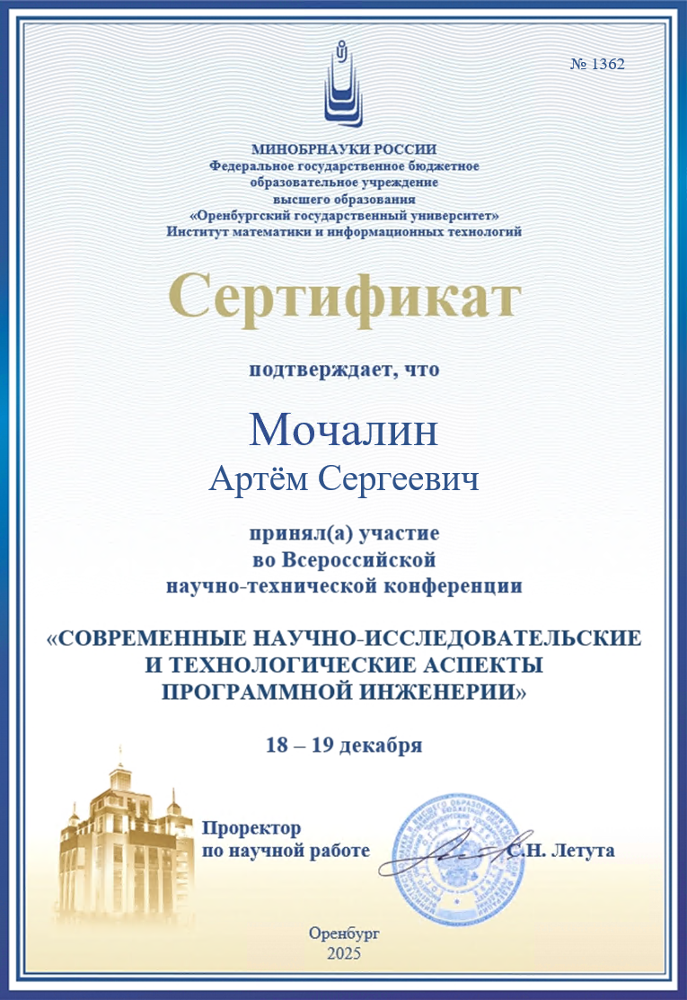 № 1362
МИНОБРНАУКИ РОССИИ
Федеральное государственное бюджетное
образовательное учреждение
высшего образования
«Оренбургский государственный университет»
Институт математики и информационных технологий
Сертификат
подтверждает, что
Мочалин
Артём Сергеевич
принял(а) участие
во Всероссийской
научно-технической конференции
«СОВРЕМЕННЫЕ НАУЧНО-ИССЛЕДОВАТЕЛЬСКИЕ
И ТЕХНОЛОГИЧЕСКИЕ АСПЕКТЫ
ПРОГРАММНОЙ ИНЖЕНЕРИИ»
18 – 19 декабря
Проректор
по научной работе
С.Н. Летута
Оренбург
2025